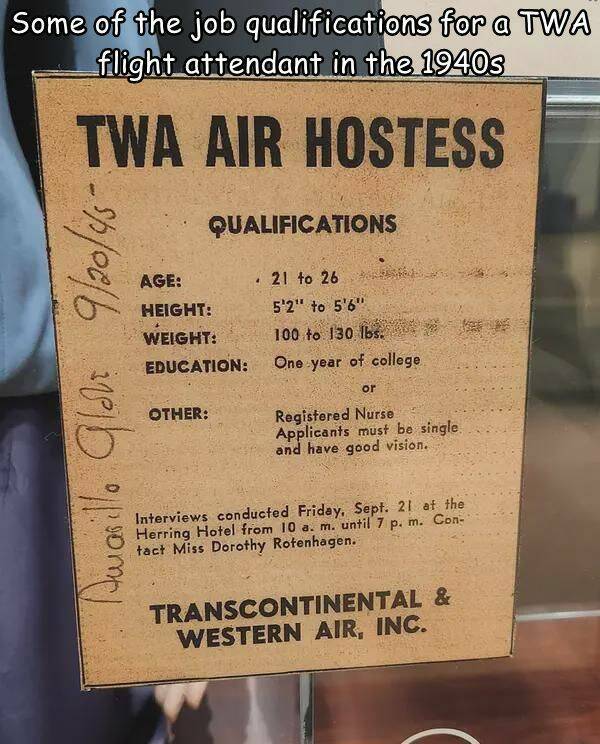 Some of the job qualifications for a TWA
flight attendant in the 1940s
TWA AIR HOSTESS
QUALIFICATIONS
AGE: 21 to 26
HEIGHT: 5'2" to 5'6"
WEIGHT: 100 to 130 lbs.
EDUCATION: One year of college
or
OTHER: Registered Nurse
Applicants must be single
and have good vision.
Interviews conducted Friday, Sept. 21 at the
Herring Hotel from 10 a. m. until 7 p. m. Con-
tact Miss Dorothy Rotenhagen.
TRANSCONTINENTAL &
WESTERN AIR, INC.
Amarillo Globe 9/20/45-